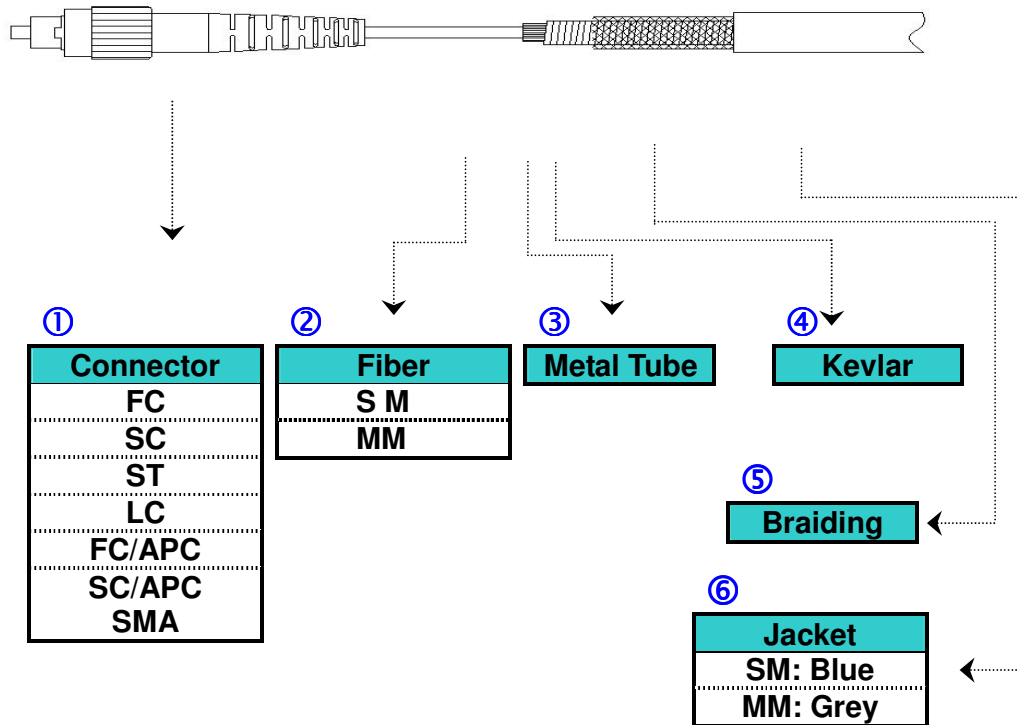 ①
Connector
FC
SC
ST
LC
FC/APC
SC/APC
SMA
②
Fiber
S M
MM
③
Metal Tube
④
Kevlar
⑤
Braiding
⑥
Jacket
SM: Blue
MM: Grey